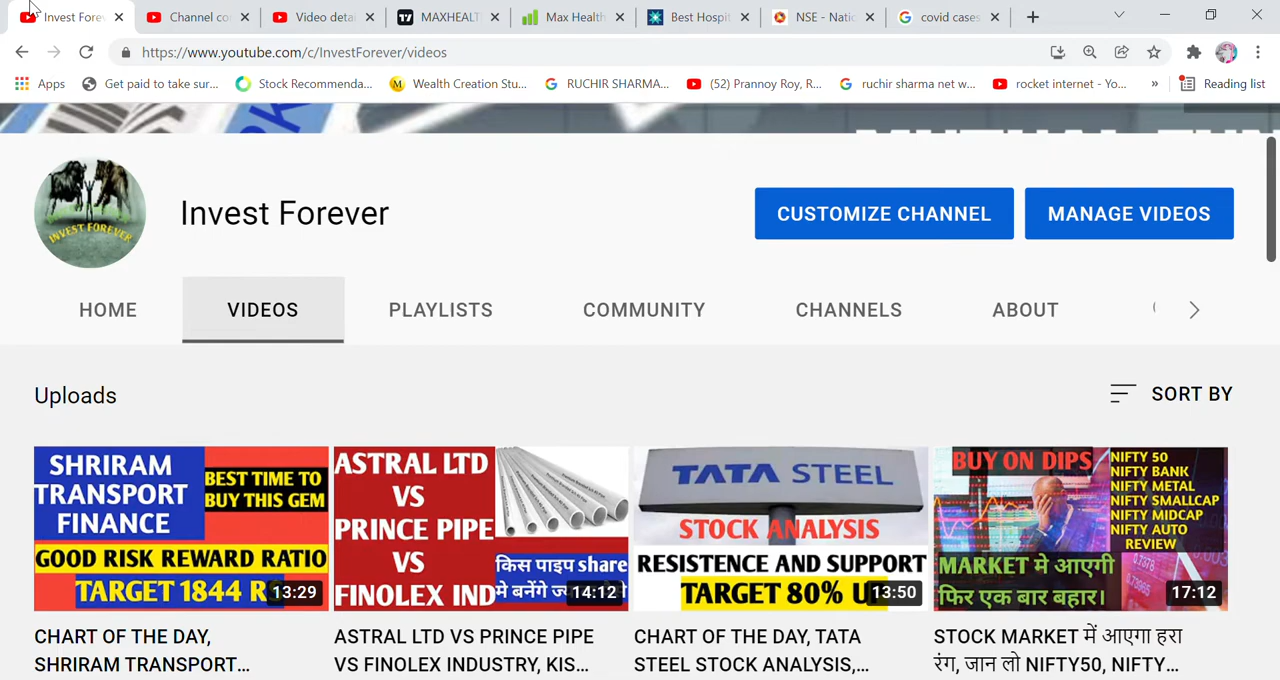 Invest Fore
Channel co
Video deta
MAXHEALT
Max Health
Best Hospit
NSE - Natio
covid cases
https://www.youtube.com/c/InvestForever/videos
Apps
Get paid to take sur...
Stock Recommenda...
Wealth Creation Stu...
RUCHIR SHARMA...
(52) Prannoy Roy, R...
ruchir sharma net w...
rocket internet - Yo...
»
Reading list
INVEST FOREVER
Invest Forever
CUSTOMIZE CHANNEL
MANAGE VIDEOS
HOME
VIDEOS
PLAYLISTS
COMMUNITY
CHANNELS
ABOUT
Uploads
SORT BY
SHRIRAM
TRANSPORT
FINANCE
BEST TIME TO
BUY THIS GEM
GOOD RISK REWARD RATIO
TARGET 1844 R
13:29
ASTRAL LTD
VS
PRINCE PIPE
VS
FINOLEX IND
किस पाइप share
मे बनेंगे
14:12
TATA STEEL
STOCK ANALYSIS
RESISTENCE AND SUPPORT
TARGET 80% U
13:50
BUY ON DIPS
NIFTY 50
NIFTY BANK
NIFTY METAL
NIFTY SMALLCAP
NIFTY MIDCAP
NIFTY AUTO
REVIEW
MARKET मे आएगी
फिर एक बार बहार।
17:12
CHART OF THE DAY,
SHRIRAM TRANSPORT...
ASTRAL LTD VS PRINCE PIPE
VS FINOLEX INDUSTRY, KIS...
CHART OF THE DAY, TATA
STEEL STOCK ANALYSIS,...
STOCK MARKET में आएगा हरा
रंग, जान लो NIFTY50, NIFTY...